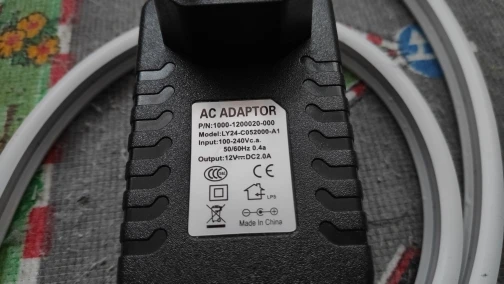 AC ADAPTOR
P/N:1000-1200020-000
Model:LY24-C052000-A1
Input:100-240Vc.a.
50/60Hz 0.4a
Output:12V⎓DC2.0A
CCC CE
LPS
Made In China